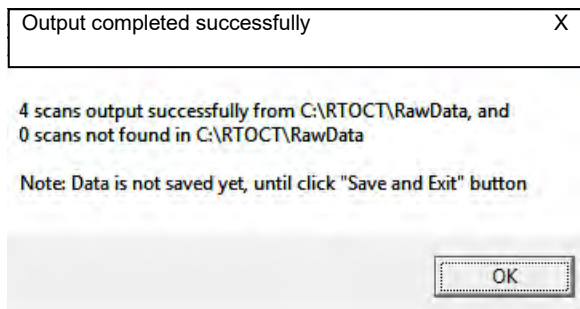 Output completed successfully X
4 scans output successfully from C:\RTOCT\RawData, and
0 scans not found in C:\RTOCT\RawData
Note: Data is not saved yet, until click "Save and Exit" button
OK